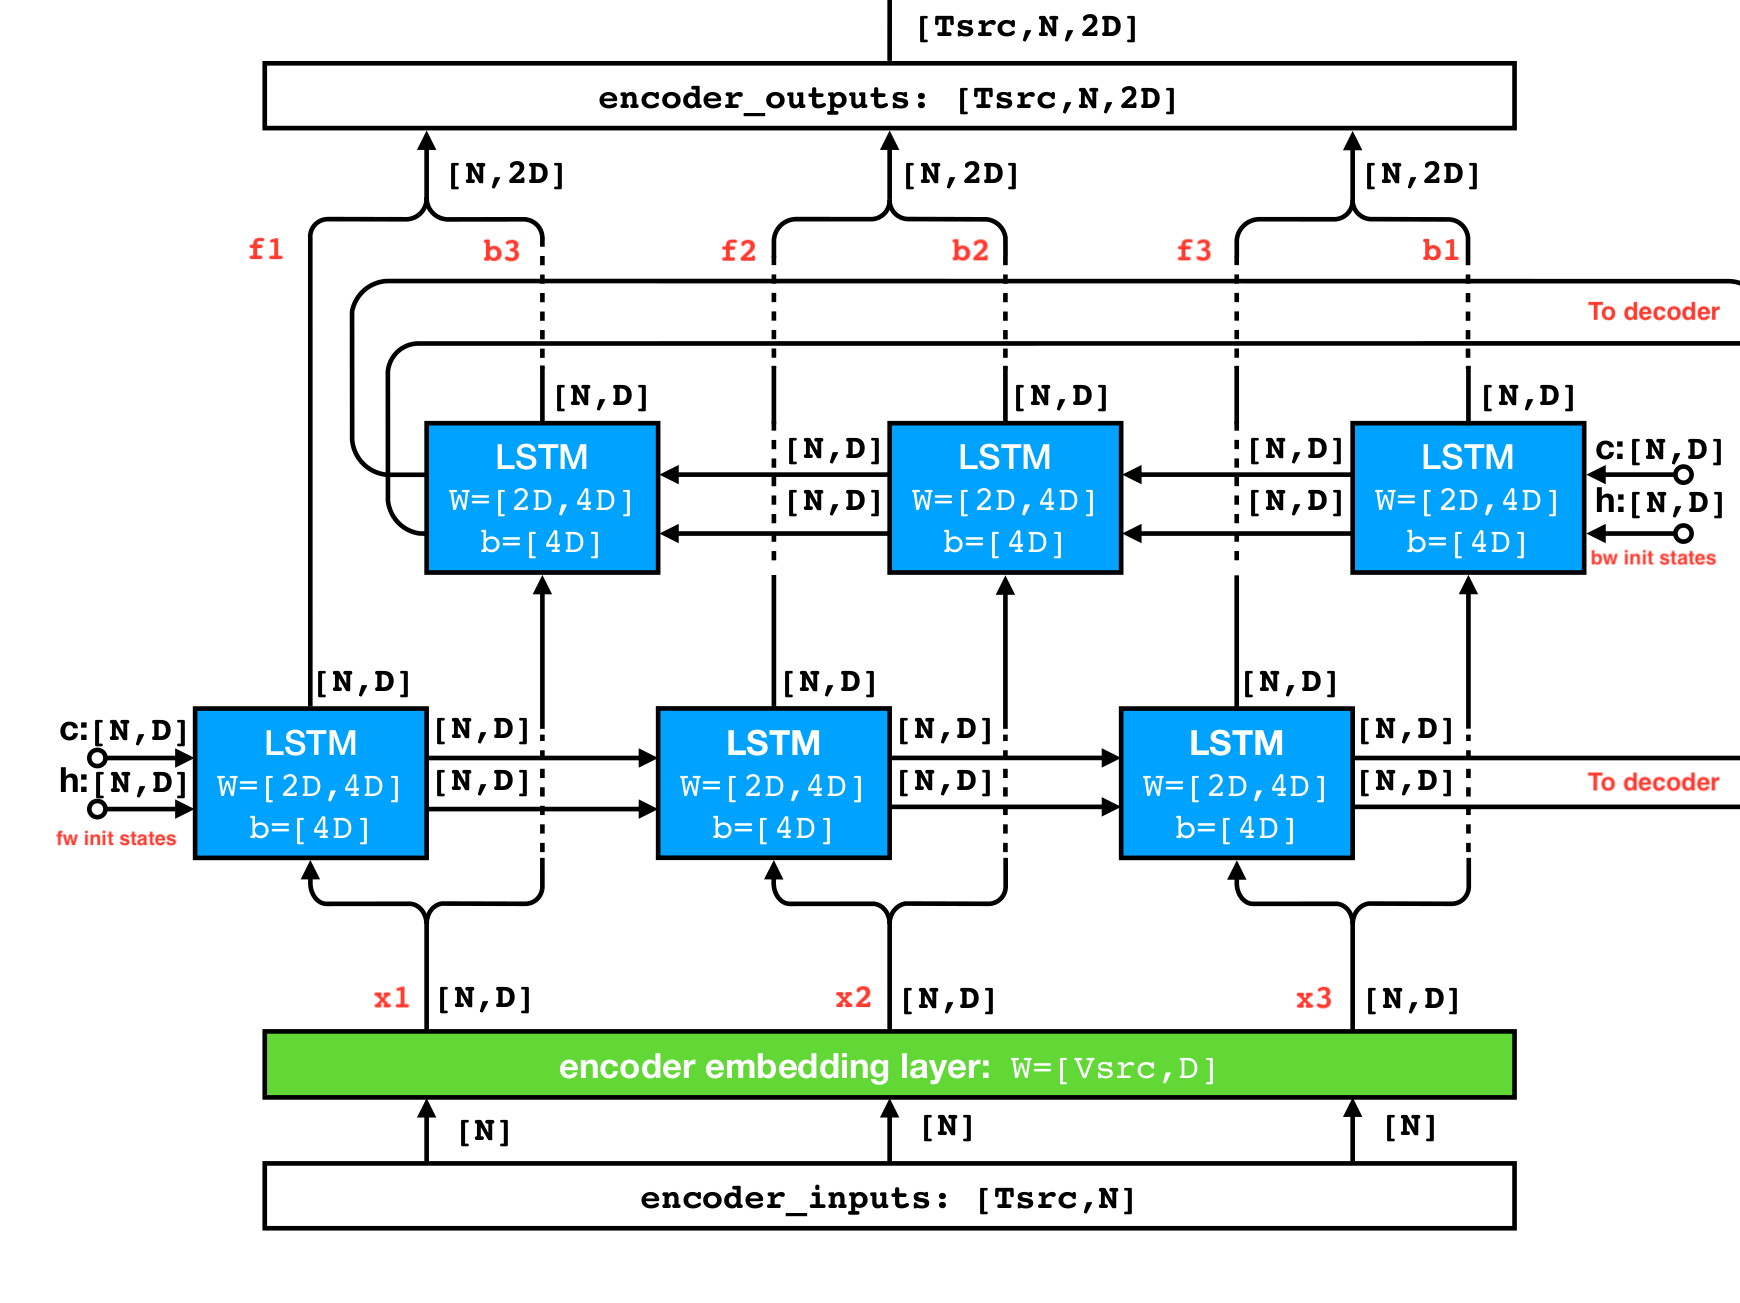 [Tsrc,N,2D]
encoder_outputs: [Tsrc,N,2D]
[N,2D] [N,2D] [N,2D]
f1 b3 f2 b2 f3 b1
To decoder
[N,D] [N,D] [N,D]
LSTM [N,D] LSTM [N,D] LSTM c:[N,D]
W=[2D,4D] [N,D] W=[2D,4D] [N,D] W=[2D,4D] h:[N,D]
b=[4D] b=[4D] b=[4D] bw init states
[N,D] [N,D] [N,D]
c:[N,D] LSTM [N,D] LSTM [N,D] LSTM [N,D]
h:[N,D] W=[2D,4D] [N,D] W=[2D,4D] [N,D] W=[2D,4D] [N,D] To decoder
fw init states b=[4D] b=[4D] b=[4D]
x1 [N,D] x2 [N,D] x3 [N,D]
encoder embedding layer: W=[Vsrc,D]
[N] [N] [N]
encoder_inputs: [Tsrc,N]